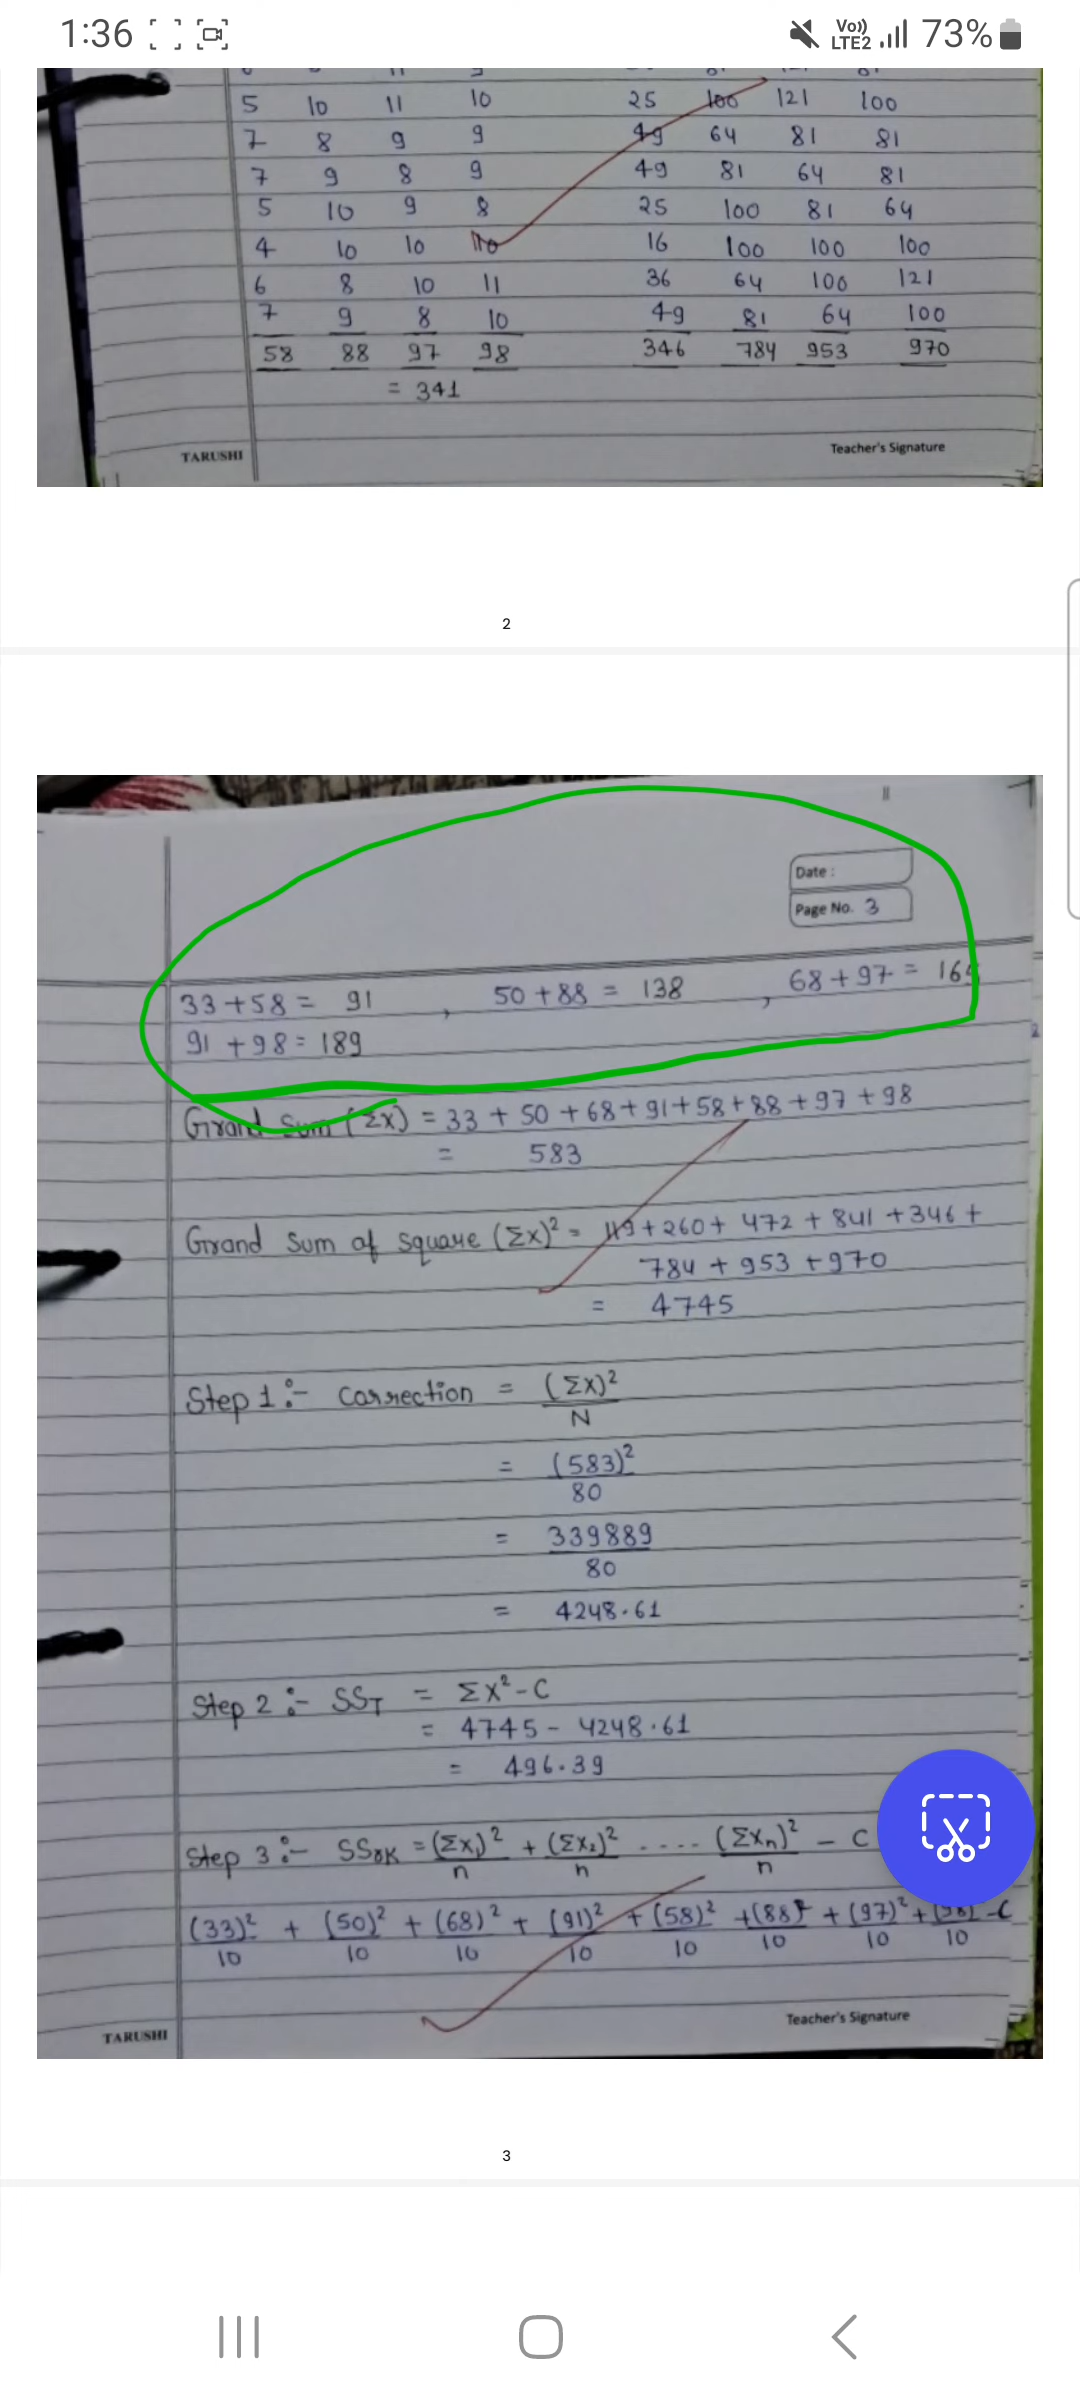 1:36 Vo)) LTE2 73%
5 10 11 10 25 100 121 100
7 8 9 9 49 64 81 81
7 9 8 9 49 81 64 81
5 10 9 8 25 100 81 64
4 10 10 10 16 100 100 100
6 8 10 11 36 64 100 121
7 9 8 10 49 81 64 100
58 88 97 98 346 784 953 970
= 341
TARUSHI Teacher's Signature
2
Date :
Page No. 3
33 + 58 = 91 , 50 + 88 = 138 , 68 + 97 =
91 + 98 = 189
Grand Sum (Σx) = 33 + 50 + 68 + 91 + 58 + 88 + 97 + 98
= 583
Grand Sum of square (Σx)² = 119 + 260 + 472 + 841 + 346 +
784 + 953 + 970
= 4745
Step 1 :- Correction = (Σx)²
N
= (583)²
80
= 339889
80
= 4248.61
Step 2 :- SST = Σx² - C
= 4745 - 4248.61
= 496.39
Step 3 :- SSBK = (Σx₁)² + (Σx₂)² .... (Σxn)² - C
n n n
(33)² + (50)² + (68)² + (91)² + (58)² + (88)² + (97)² + (98) - C
10 10 10 10 10 10 10 10
TARUSHI Teacher's Signature
3